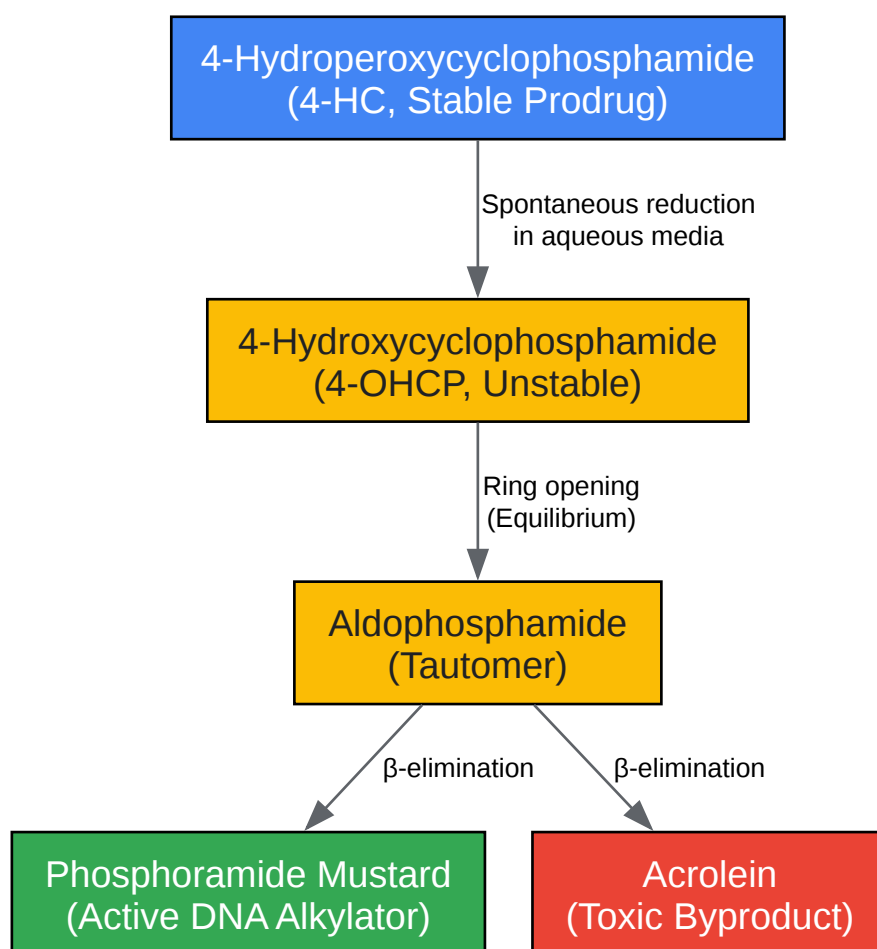 4-Hydroperoxycyclophosphamide
(4-HC, Stable Prodrug)
Spontaneous reduction
in aqueous media
4-Hydroxycyclophosphamide
(4-OHCP, Unstable)
Ring opening
(Equilibrium)
Aldophosphamide
(Tautomer)
β-elimination
β-elimination
Phosphoramide Mustard
(Active DNA Alkylator)
Acrolein
(Toxic Byproduct)